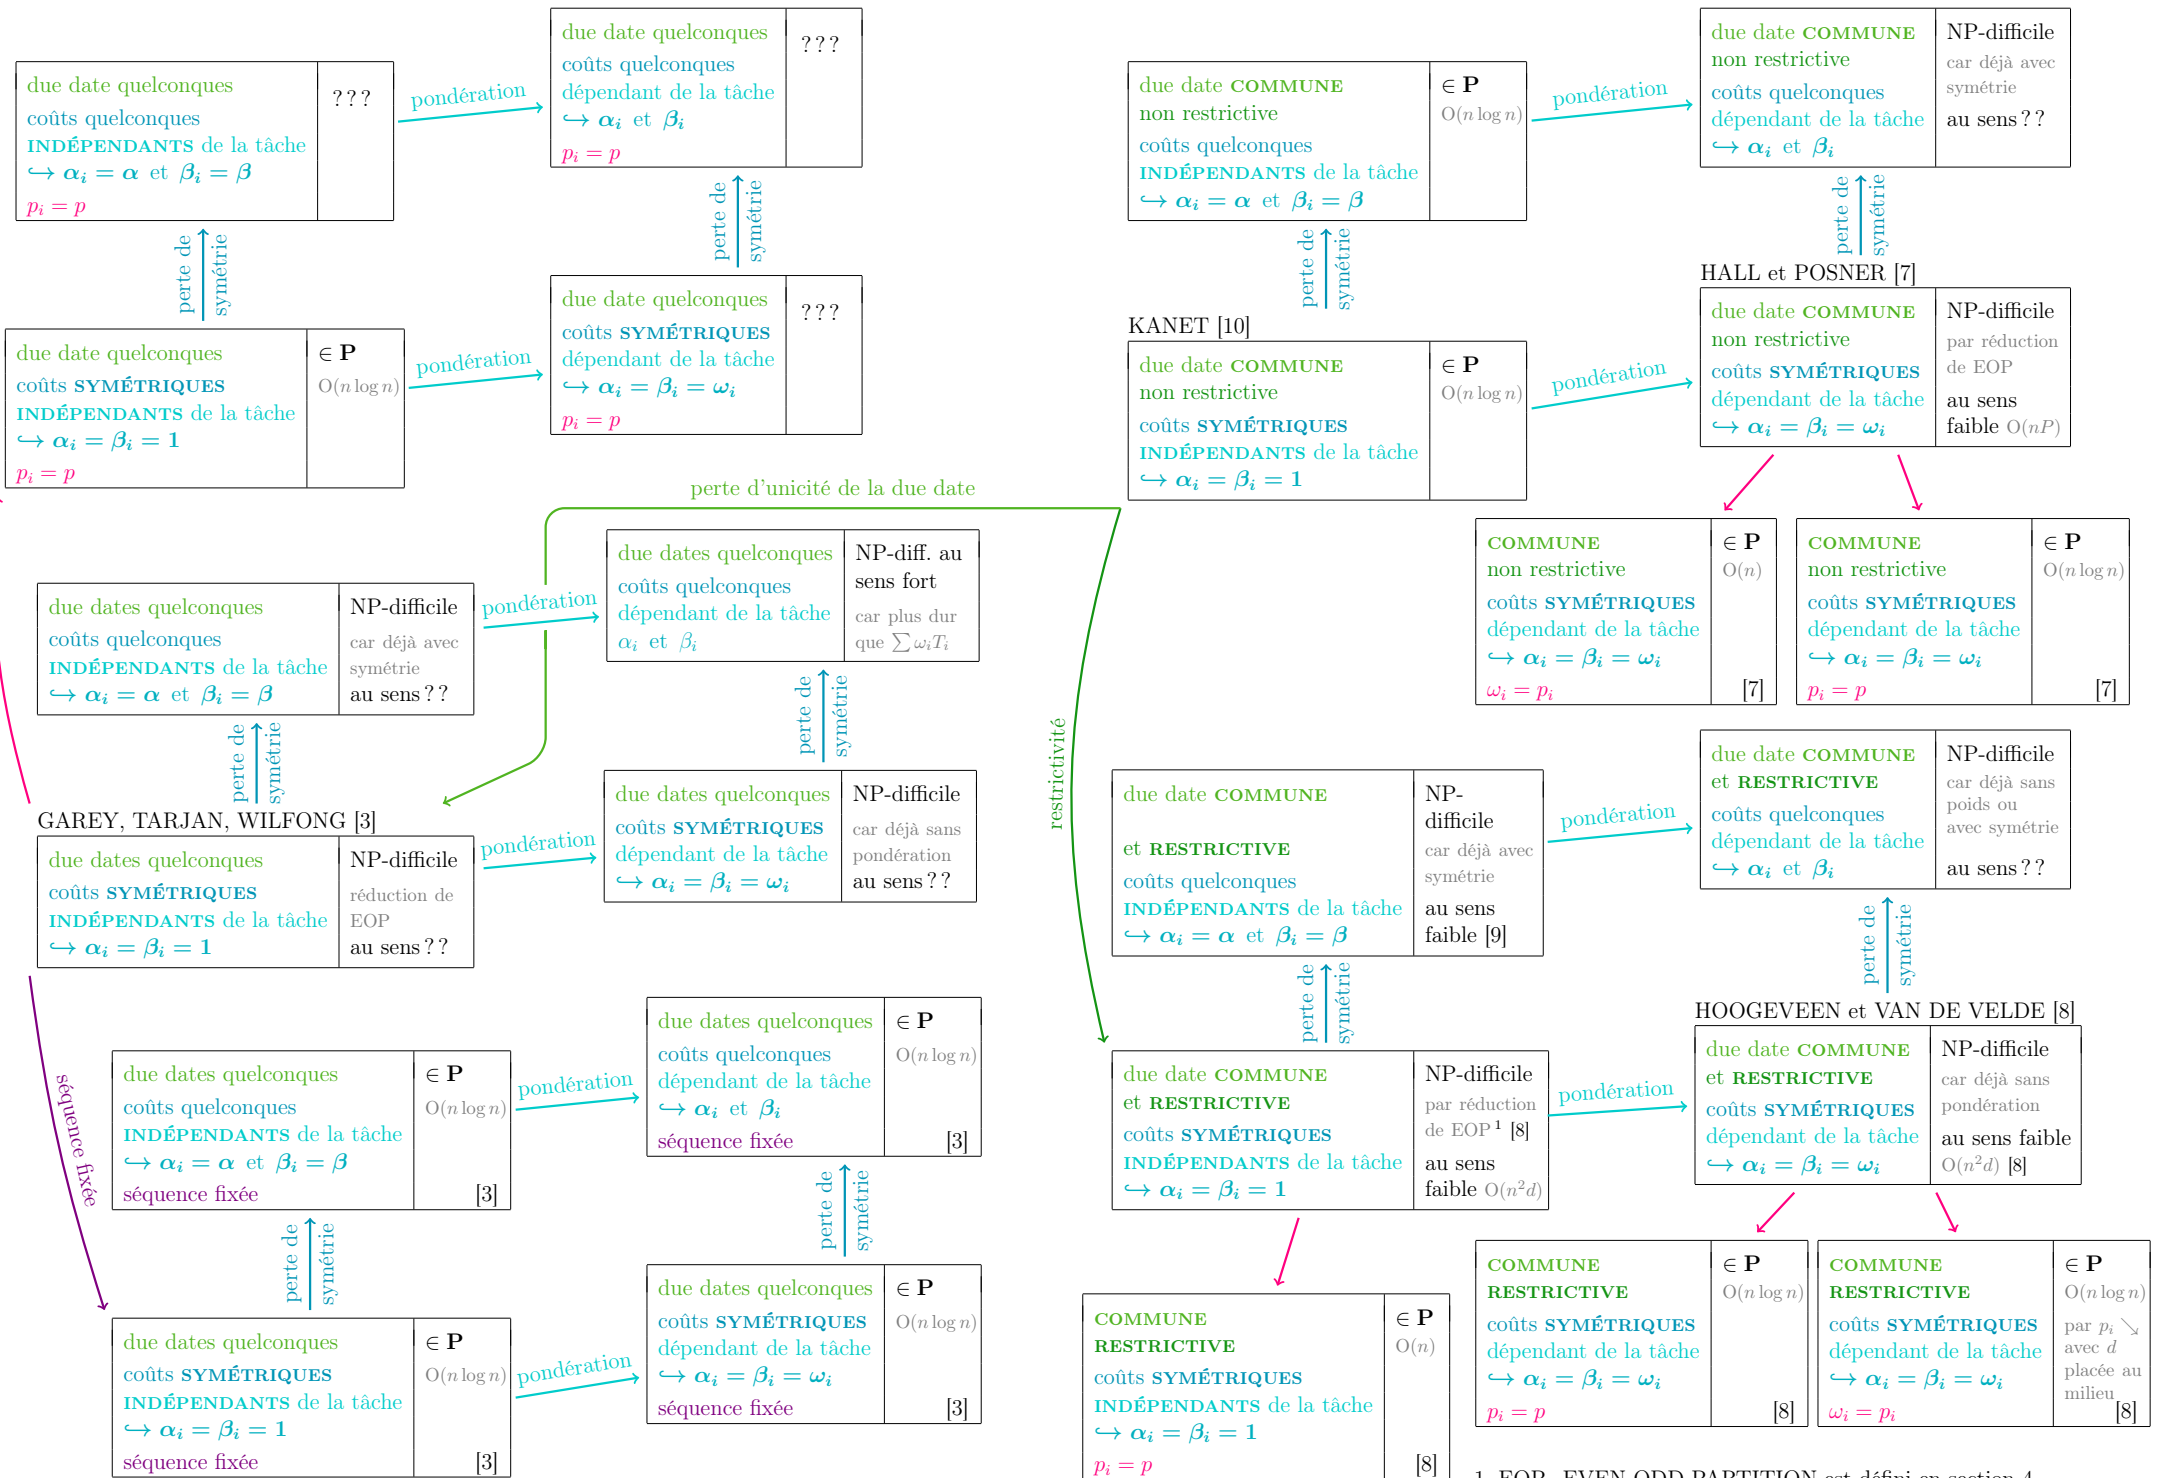 due date quelconques
coûts quelconques
INDÉPENDANTS de la tâche
↪ αᵢ = α et βᵢ = β
pᵢ = p
???
pondération
due date quelconques
coûts quelconques
dépendant de la tâche
↪ αᵢ et βᵢ
pᵢ = p
???
perte de
symétrie
perte de
symétrie
due date quelconques
coûts SYMÉTRIQUES
INDÉPENDANTS de la tâche
↪ αᵢ = βᵢ = 1
pᵢ = p
∈ P
O(n log n)
pondération
due date quelconques
coûts SYMÉTRIQUES
dépendant de la tâche
↪ αᵢ = βᵢ = ωᵢ
pᵢ = p
???
due date COMMUNE
non restrictive
coûts quelconques
INDÉPENDANTS de la tâche
↪ αᵢ = α et βᵢ = β
∈ P
O(n log n)
pondération
due date COMMUNE
non restrictive
coûts quelconques
dépendant de la tâche
↪ αᵢ et βᵢ
NP-difficile
car déjà avec
symétrie
au sens ??
perte de
symétrie
perte de
symétrie
KANET [10]
due date COMMUNE
non restrictive
coûts SYMÉTRIQUES
INDÉPENDANTS de la tâche
↪ αᵢ = βᵢ = 1
∈ P
O(n log n)
pondération
HALL et POSNER [7]
due date COMMUNE
non restrictive
coûts SYMÉTRIQUES
dépendant de la tâche
↪ αᵢ = βᵢ = ωᵢ
NP-difficile
par réduction
de EOP
au sens
faible O(nP)
COMMUNE
non restrictive
coûts SYMÉTRIQUES
dépendant de la tâche
↪ αᵢ = βᵢ = ωᵢ
ωᵢ = pᵢ
∈ P
O(n)
[7]
COMMUNE
non restrictive
coûts SYMÉTRIQUES
dépendant de la tâche
↪ αᵢ = βᵢ = ωᵢ
pᵢ = p
∈ P
O(n log n)
[7]
perte d'unicité de la due date
restrictivité
due dates quelconques
coûts quelconques
INDÉPENDANTS de la tâche
↪ αᵢ = α et βᵢ = β
NP-difficile
car déjà avec
symétrie
au sens ??
pondération
due dates quelconques
coûts quelconques
dépendant de la tâche
αᵢ et βᵢ
NP-diff. au
sens fort
car plus dur
que ∑ ωᵢTᵢ
perte de
symétrie
perte de
symétrie
GAREY, TARJAN, WILFONG [3]
due dates quelconques
coûts SYMÉTRIQUES
INDÉPENDANTS de la tâche
↪ αᵢ = βᵢ = 1
NP-difficile
réduction de
EOP
au sens ??
pondération
due dates quelconques
coûts SYMÉTRIQUES
dépendant de la tâche
↪ αᵢ = βᵢ = ωᵢ
NP-difficile
car déjà sans
pondération
au sens ??
séquence fixée
due dates quelconques
coûts quelconques
INDÉPENDANTS de la tâche
↪ αᵢ = α et βᵢ = β
séquence fixée
∈ P
O(n log n)
[3]
pondération
due dates quelconques
coûts quelconques
dépendant de la tâche
↪ αᵢ et βᵢ
séquence fixée
∈ P
O(n log n)
[3]
perte de
symétrie
perte de
symétrie
due dates quelconques
coûts SYMÉTRIQUES
INDÉPENDANTS de la tâche
↪ αᵢ = βᵢ = 1
séquence fixée
∈ P
O(n log n)
[3]
pondération
due dates quelconques
coûts SYMÉTRIQUES
dépendant de la tâche
↪ αᵢ = βᵢ = ωᵢ
séquence fixée
∈ P
O(n log n)
[3]
due date COMMUNE
et RESTRICTIVE
coûts quelconques
INDÉPENDANTS de la tâche
↪ αᵢ = α et βᵢ = β
NP-
difficile
car déjà avec
symétrie
au sens
faible [9]
pondération
due date COMMUNE
et RESTRICTIVE
coûts quelconques
dépendant de la tâche
↪ αᵢ et βᵢ
NP-difficile
car déjà sans
poids ou
avec symétrie
au sens ??
perte de
symétrie
perte de
symétrie
due date COMMUNE
et RESTRICTIVE
coûts SYMÉTRIQUES
INDÉPENDANTS de la tâche
↪ αᵢ = βᵢ = 1
NP-difficile
par réduction
de EOP ¹ [8]
au sens
faible O(n²d)
pondération
HOOGEVEEN et VAN DE VELDE [8]
due date COMMUNE
et RESTRICTIVE
coûts SYMÉTRIQUES
dépendant de la tâche
↪ αᵢ = βᵢ = ωᵢ
NP-difficile
car déjà sans
pondération
au sens faible
O(n²d) [8]
COMMUNE
RESTRICTIVE
coûts SYMÉTRIQUES
INDÉPENDANTS de la tâche
↪ αᵢ = βᵢ = 1
pᵢ = p
∈ P
O(n)
[8]
COMMUNE
RESTRICTIVE
coûts SYMÉTRIQUES
dépendant de la tâche
↪ αᵢ = βᵢ = ωᵢ
pᵢ = p
∈ P
O(n log n)
[8]
COMMUNE
RESTRICTIVE
coûts SYMÉTRIQUES
dépendant de la tâche
↪ αᵢ = βᵢ = ωᵢ
ωᵢ = pᵢ
∈ P
O(n log n)
par pᵢ ↘
avec d
placée au
milieu
[8]
1. EOP= EVEN ODD PARTITION est défini en section 4